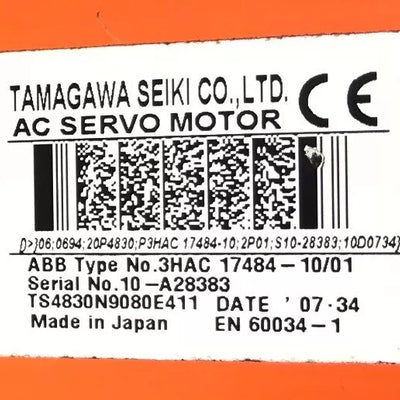 TAMAGAWA SEIKI CO.,LTD. CE
AC SERVO MOTOR
[)>}06;0694:20P4830;P3HAC 17484-10;2P01;S10-28383;10D0734}
ABB Type No.3HAC 17484-10/01
Serial No.10-A28383
TS4830N9080E411 DATE ' 07·34
Made in Japan EN 60034-1